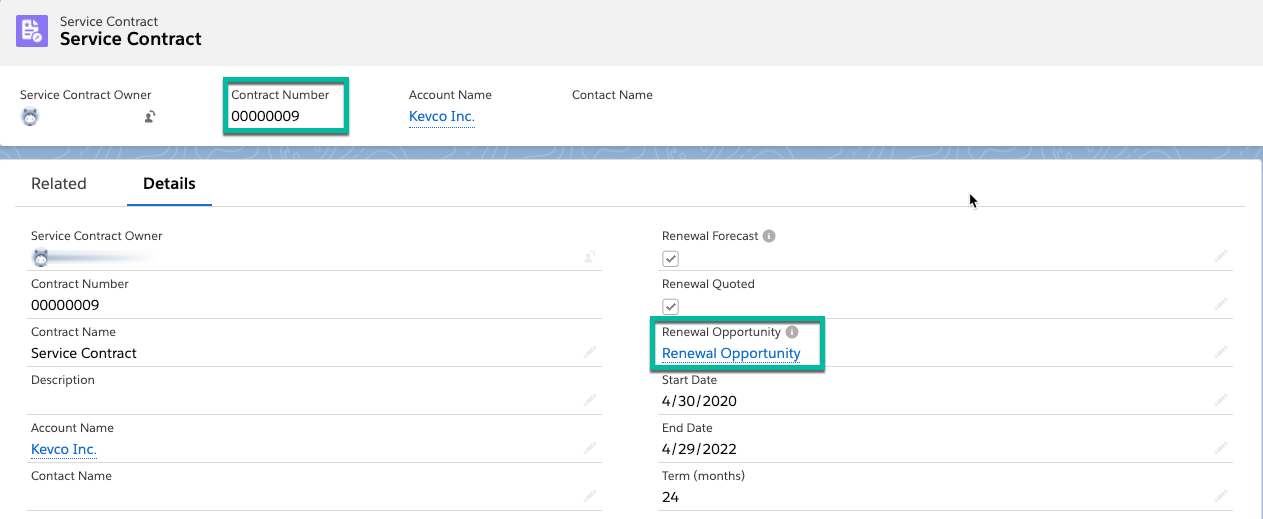 Service Contract
Service Contract
Service Contract Owner
Contract Number
Account Name
Contact Name
00000009
Kevco Inc.
Related
Details
Service Contract Owner
Renewal Forecast
Contract Number
00000009
Renewal Quoted
Contract Name
Service Contract
Renewal Opportunity
Renewal Opportunity
Description
Start Date
4/30/2020
Account Name
Kevco Inc.
End Date
4/29/2022
Contact Name
Term (months)
24